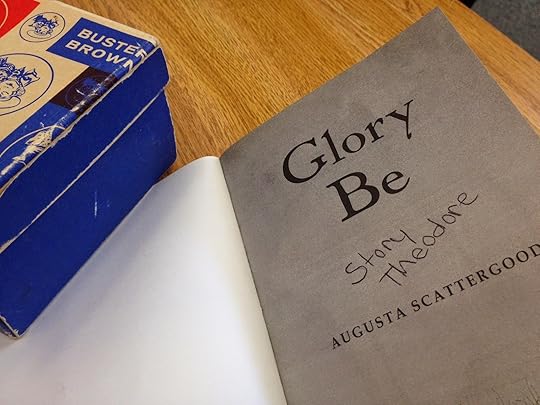 BUSTER
BROWN
Glory
Be
Story
Theodore
AUGUSTA SCATTERGOOD